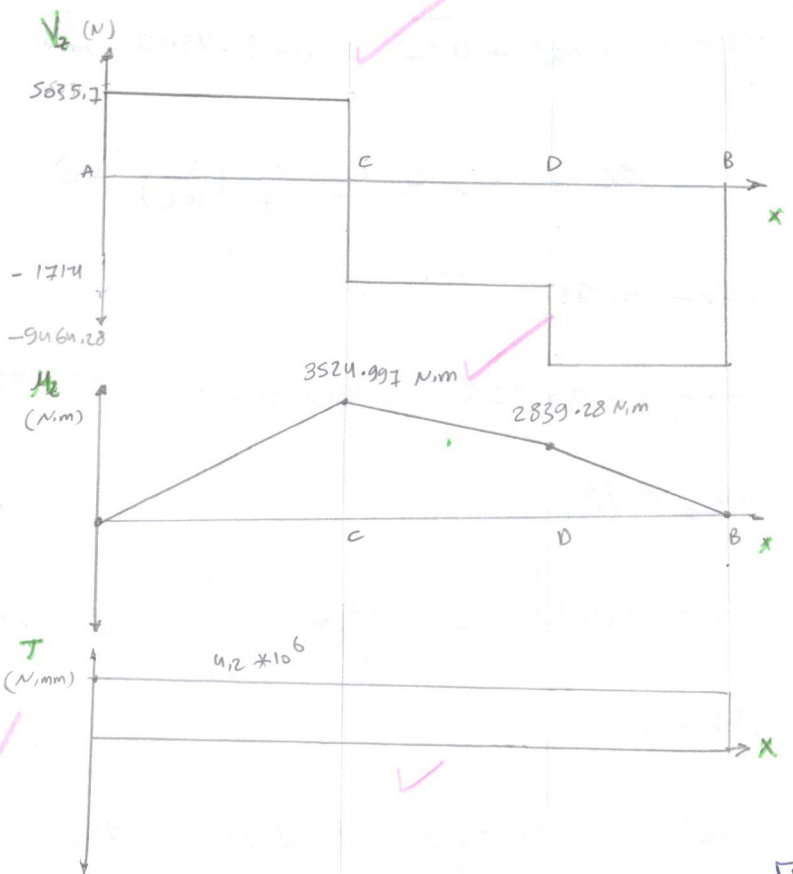 Vz (N)
5035.7
A C D B
x
- 1714
-9464.28
3524.997 N.m
Mz
(N.m)
2839.28 N.m
C D B x
T
4.2 *10^6
(N.mm)
x